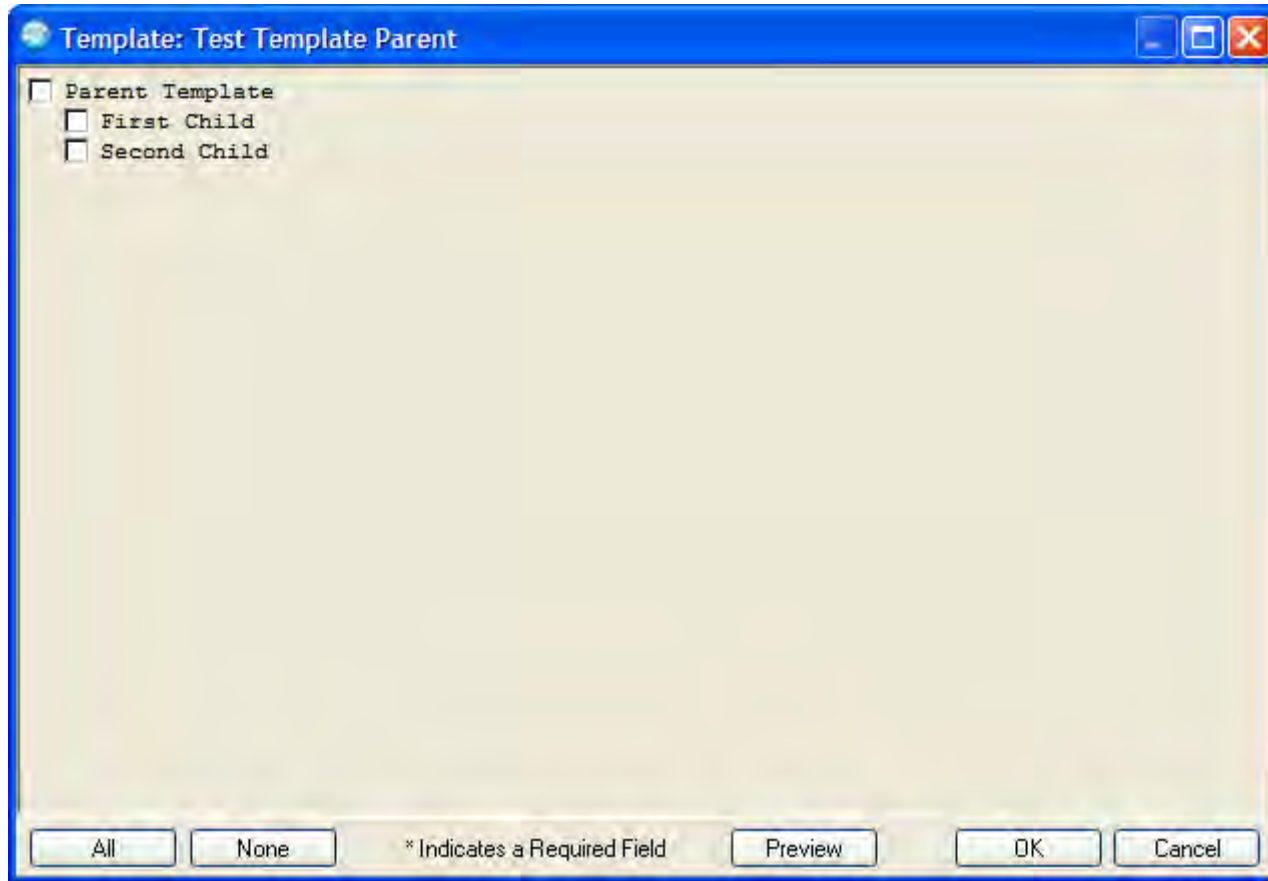 Template: Test Template Parent
Parent Template
First Child
Second Child
All None * Indicates a Required Field Preview OK Cancel